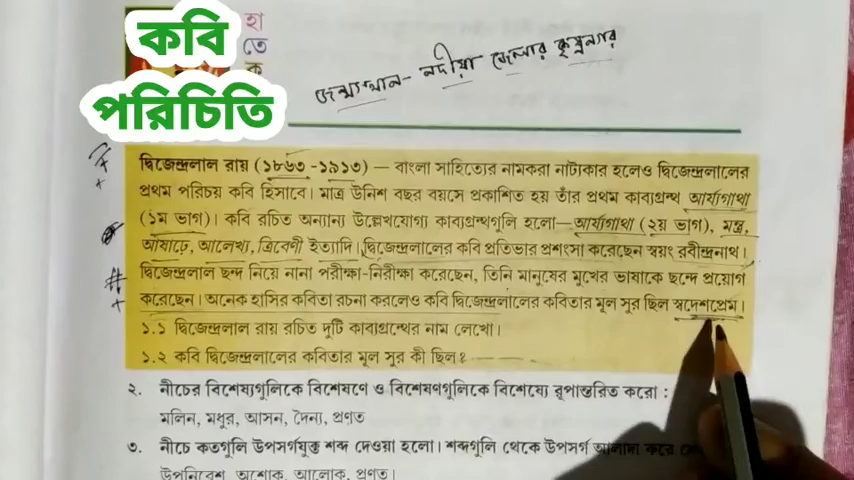 কবি
পরিচিতি
হা
তে
ক
জন্মস্থান- নদীয়া জেলার কৃষ্ণনগর
দ্বিজেন্দ্রলাল রায় (১৮৬৩ -১৯১৩) – বাংলা সাহিত্যের নামকরা নাট্যকার হলেও দ্বিজেন্দ্রলালের
প্রথম পরিচয় কবি হিসাবে। মাত্র উনিশ বছর বয়সে প্রকাশিত হয় তাঁর প্রথম কাব্যগ্রন্থ আর্য্যগাথা
(১ম ভাগ)। কবি রচিত অন্যান্য উল্লেখযোগ্য কাব্যগ্রন্থগুলি হলো—আর্য্যগাথা (২য় ভাগ), মন্ত্র,
আষাঢ়ে, আলেখ্য, ত্রিবেণী ইত্যাদি। দ্বিজেন্দ্রলালের কবি প্রতিভার প্রশংসা করেছেন স্বয়ং রবীন্দ্রনাথ।
দ্বিজেন্দ্রলাল ছন্দ নিয়ে নানা পরীক্ষা-নিরীক্ষা করেছেন, তিনি মানুষের মুখের ভাষাকে ছন্দে প্রয়োগ
করেছেন। অনেক হাসির কবিতা রচনা করলেও কবি দ্বিজেন্দ্রলালের কবিতার মূল সুর ছিল স্বদেশপ্রেম।
১.১ দ্বিজেন্দ্রলাল রায় রচিত দুটি কাব্যগ্রন্থের নাম লেখো।
১.২ কবি দ্বিজেন্দ্রলালের কবিতার মূল সুর কী ছিল?
২. নীচের বিশেষ্যগুলিকে বিশেষণে ও বিশেষণগুলিকে বিশেষ্যে রূপান্তরিত করো :
মলিন, মধুর, আসন, দৈন্য, প্রণত
৩. নীচে কতগুলি উপসর্গযুক্ত শব্দ দেওয়া হলো। শব্দগুলি থেকে উপসর্গ আলাদা করে
উপনিবেশ, অশোক, আলোক, প্রণত।